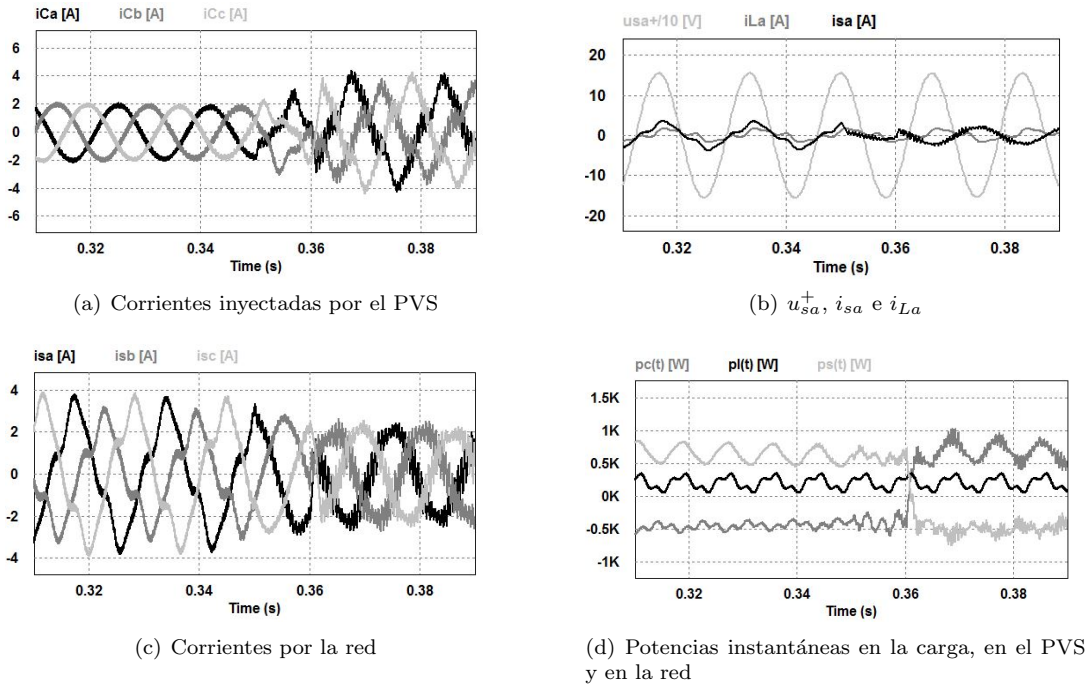 iCa [A] iCb [A] iCc [A]
6
4
2
0
-2
-4
-6
0.32 0.34 0.36 0.38
Time (s)
(a) Corrientes inyectadas por el PVS
usa+/10 [V] iLa [A] isa [A]
20
10
0
-10
-20
0.32 0.34 0.36 0.38
Time (s)
(b) u_{sa}^{+}, i_{sa} e i_{La}
isa [A] isb [A] isc [A]
4
2
0
-2
-4
0.32 0.34 0.36 0.38
Time (s)
(c) Corrientes por la red
pc(t) [W] pl(t) [W] ps(t) [W]
1.5K
1K
0.5K
0K
-0.5K
-1K
0.32 0.34 0.36 0.38
Time (s)
(d) Potencias instantáneas en la carga, en el PVS
y en la red